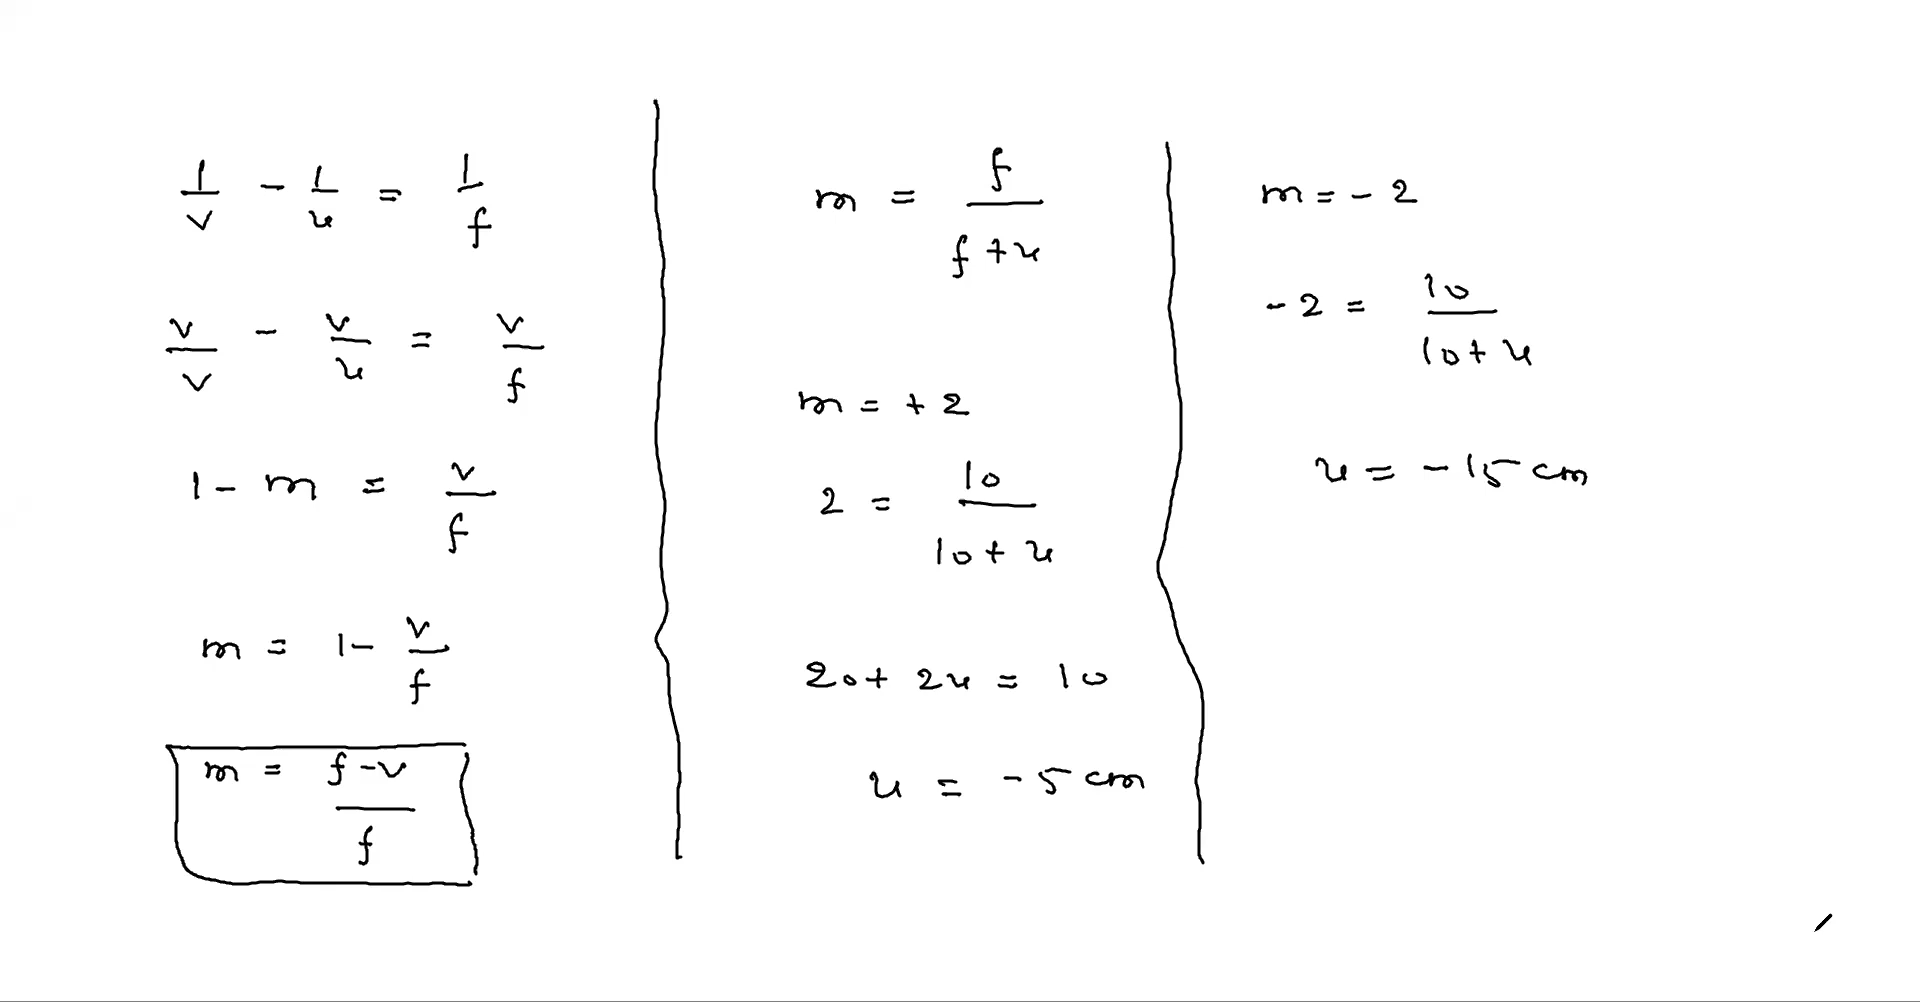 1/v - 1/u = 1/f
v/v - v/u = v/f
1 - m = v/f
m = 1 - v/f
m = f-v/f
m = f/f+u
m = +2
2 = 10/10+u
20+ 2u = 10
u = -5 cm
m = -2
-2 = 10/10+u
u = -15 cm